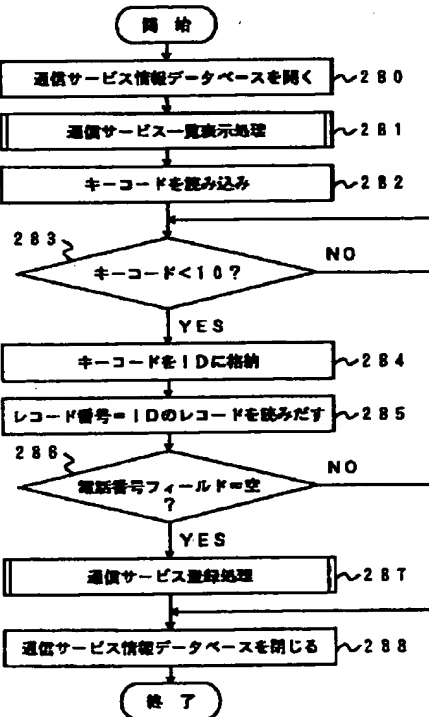 開 始
通信サービス情報データベースを開く
280
通信サービス一覧表示処理
281
キーコードを読み込み
282
283
キーコード<10?
NO
YES
キーコードをIDに格納
284
レコード番号=IDのレコードを読みだす
285
286
電話番号フィールド=空
?
NO
YES
通信サービス登録処理
287
通信サービス情報データベースを閉じる
288
終 了